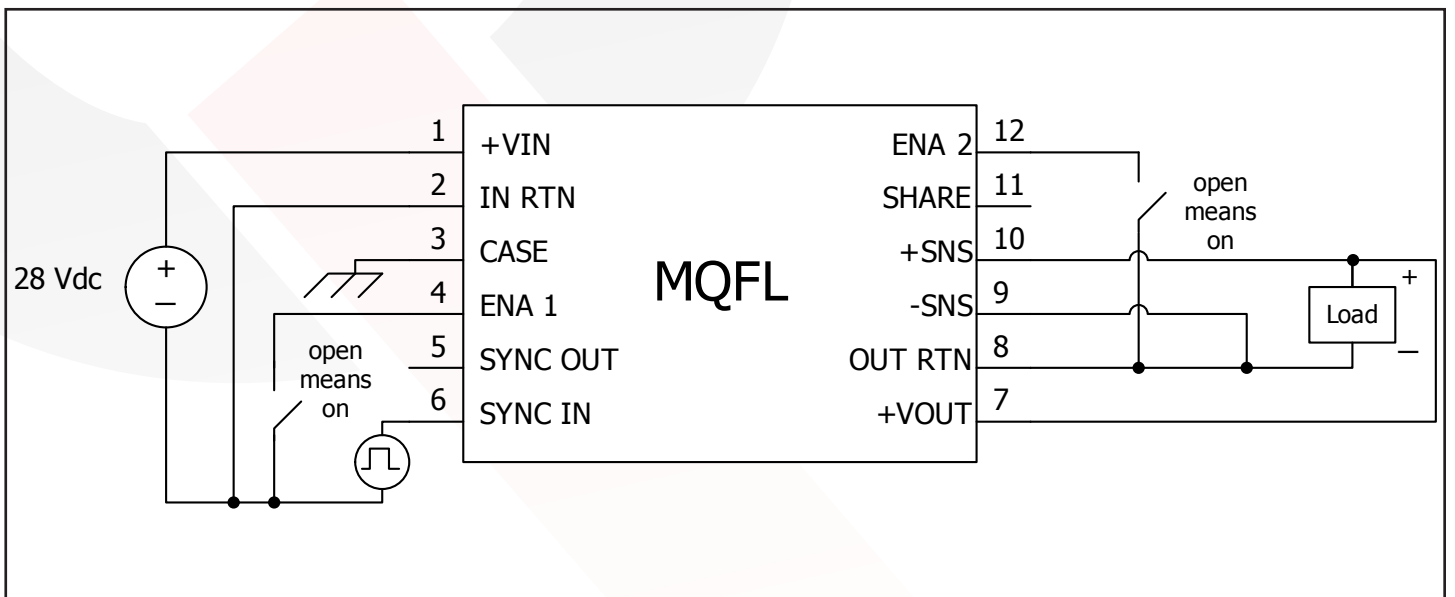 1
+VIN
2
IN RTN
3
CASE
4
ENA 1
5
SYNC OUT
6
SYNC IN
28 Vdc
+
–
open
means
on
MQFL
12
ENA 2
11
SHARE
10
+SNS
9
-SNS
8
OUT RTN
7
+VOUT
open
means
on
Load
+
–